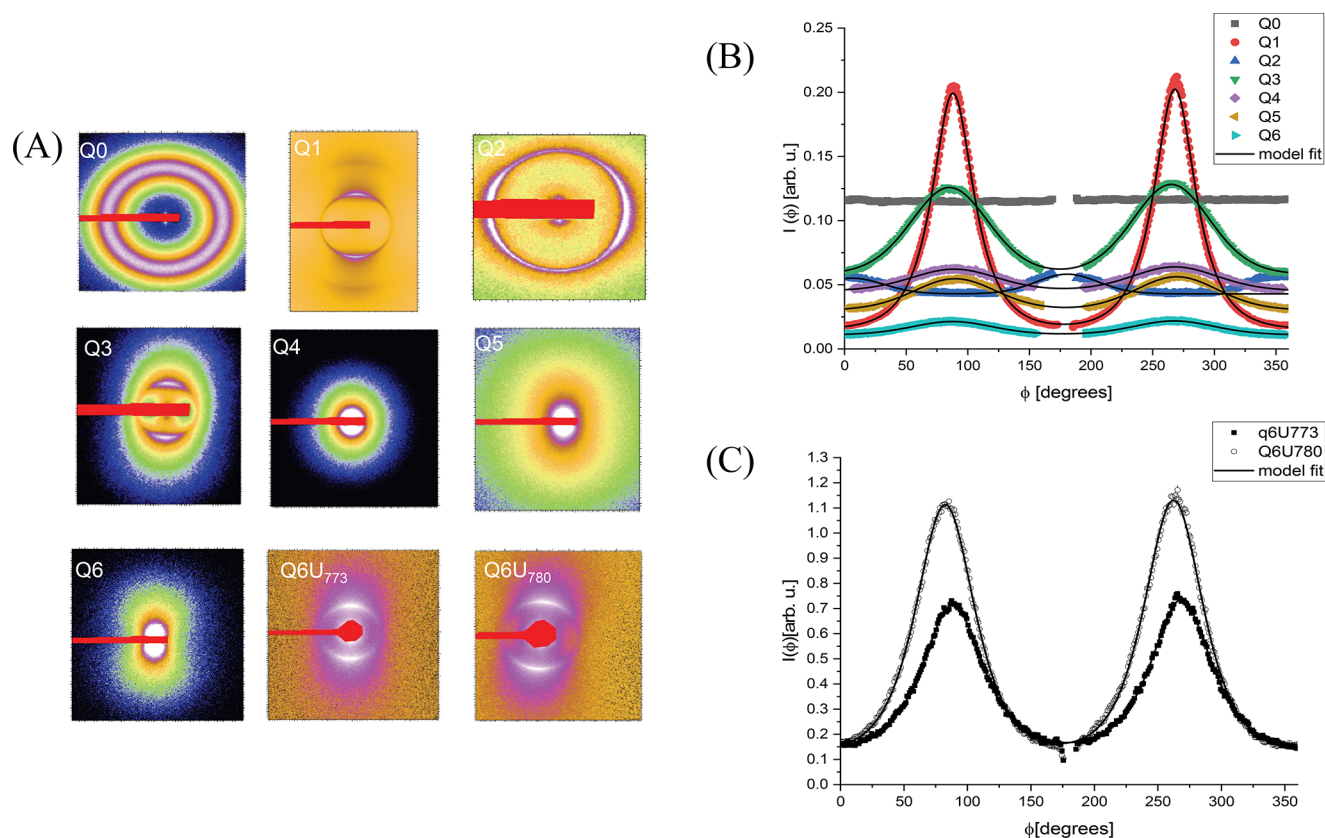 (A)
Q0
Q1
Q2
Q3
Q4
Q5
Q6
Q6U773
Q6U780
(B)
0.25
0.20
0.15
0.10
0.05
0.00
I (ϕ) [arb. u.]
0 50 100 150 200 250 300 350
ϕ [degrees]
Q0
Q1
Q2
Q3
Q4
Q5
Q6
model fit
(C)
1.3
1.2
1.1
1.0
0.9
0.8
0.7
0.6
0.5
0.4
0.3
0.2
0.1
0.0
I(ϕ)[arb. u.]
0 50 100 150 200 250 300 350
ϕ[degrees]
q6U773
Q6U780
model fit